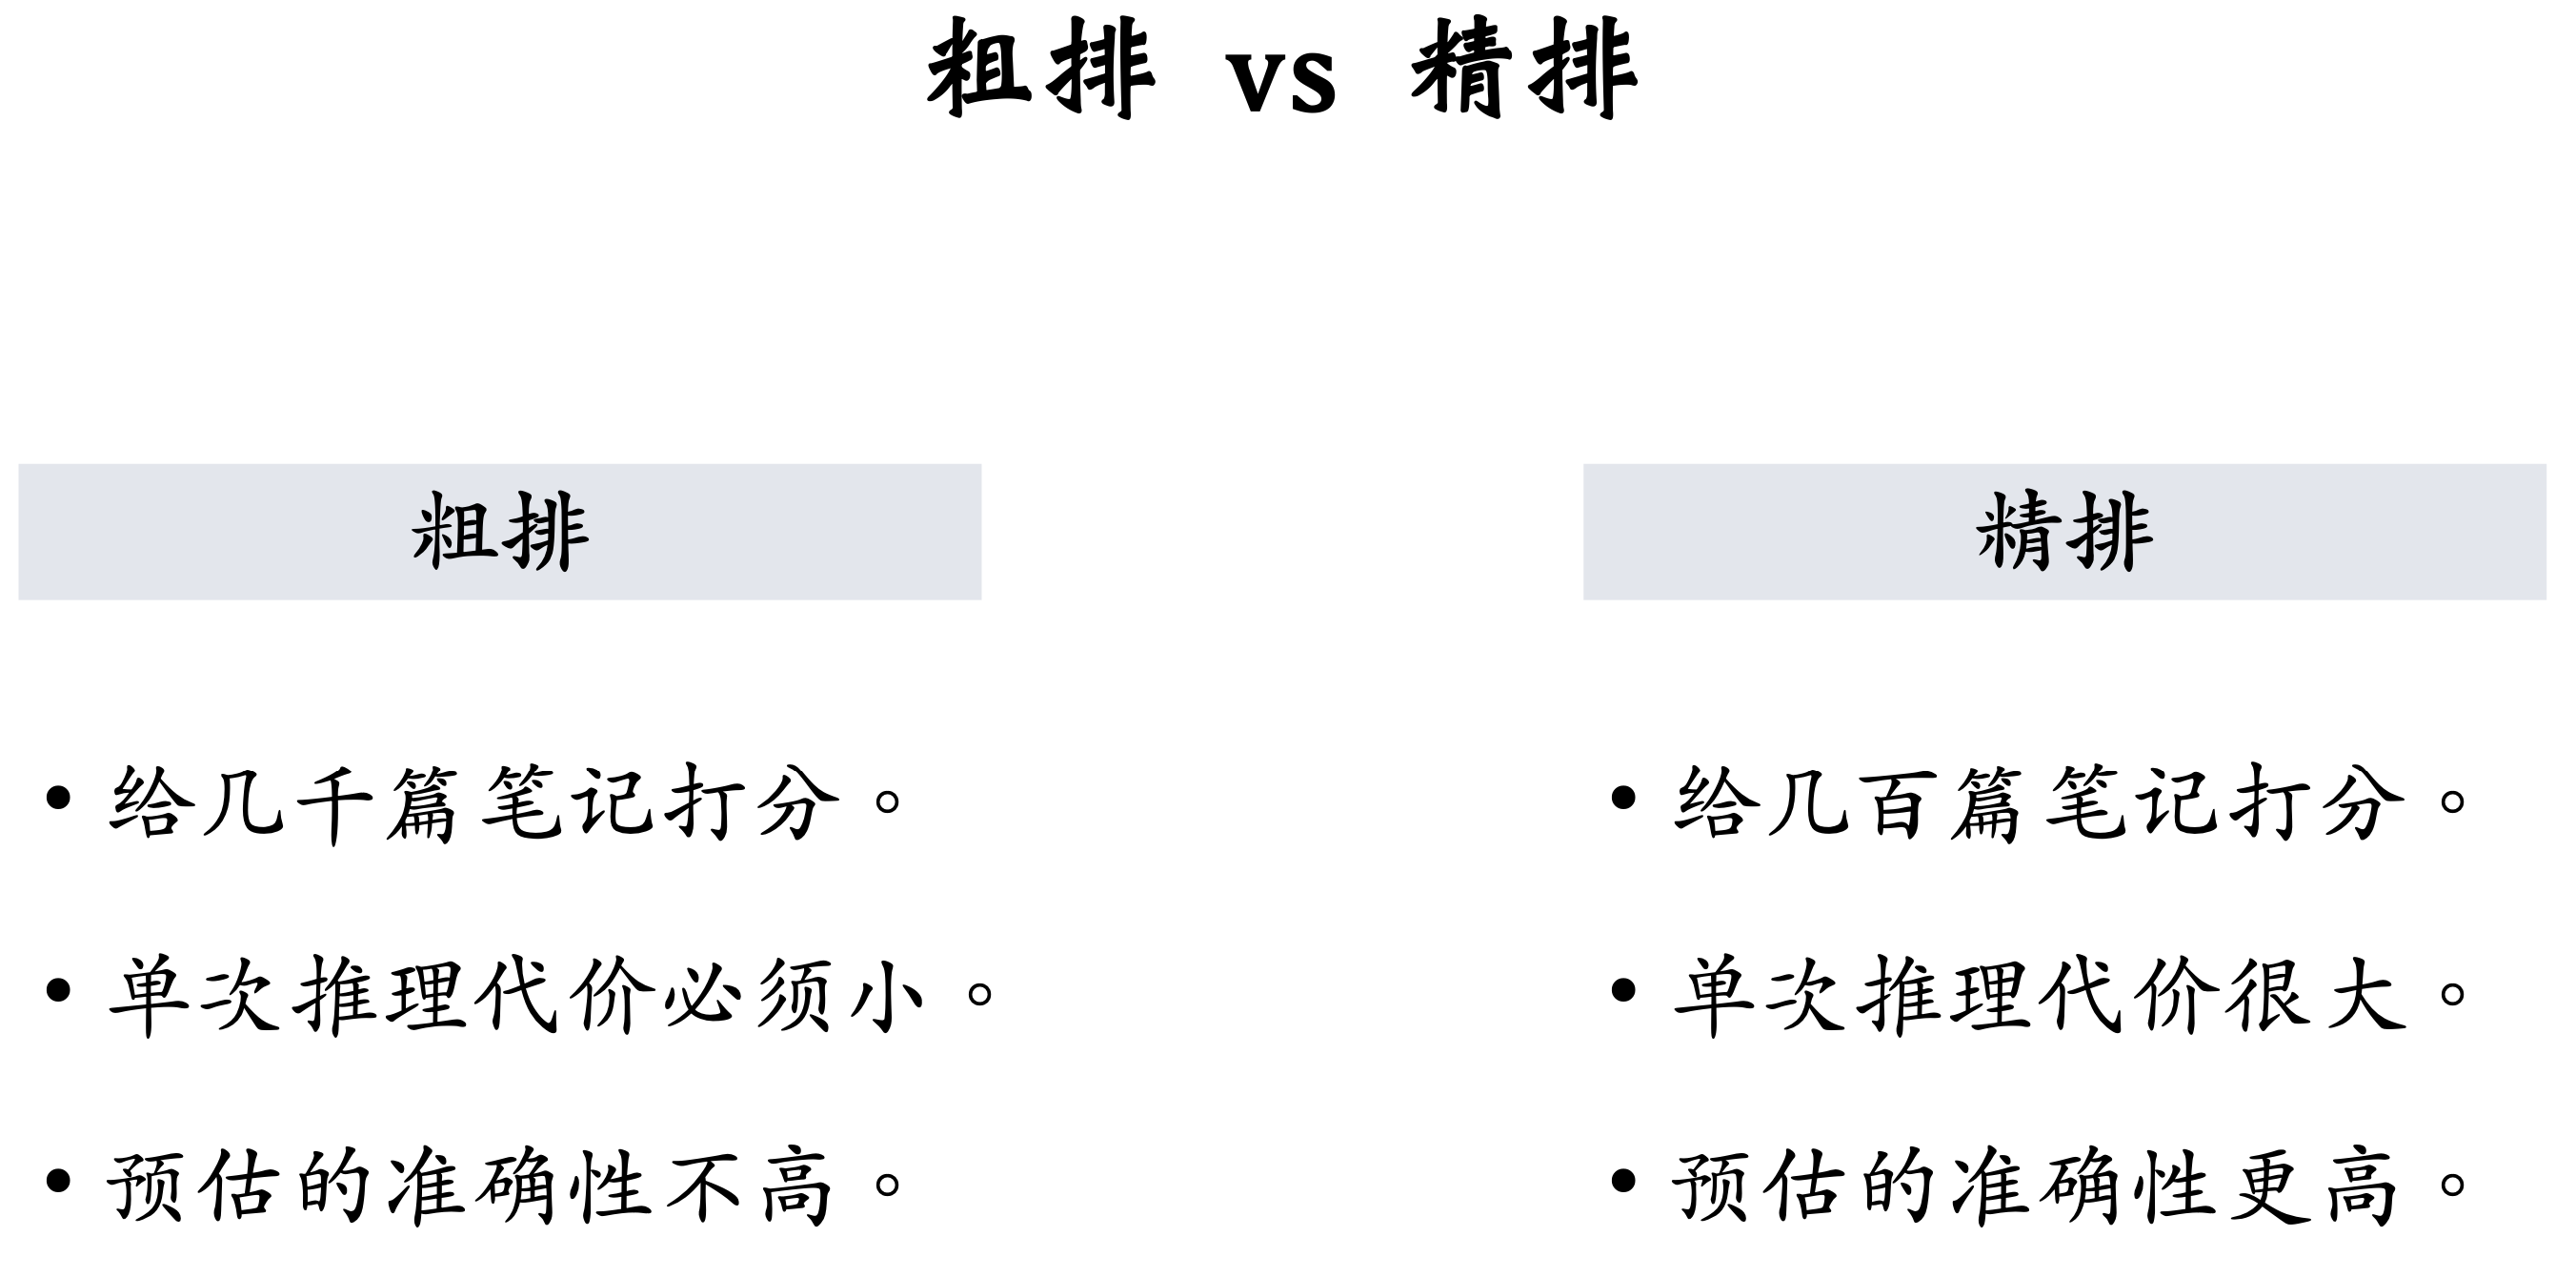 粗排 vs 精排
粗排
• 给几千篇笔记打分。
• 单次推理代价必须小。
• 预估的准确性不高。
精排
• 给几百篇笔记打分。
• 单次推理代价很大。
• 预估的准确性更高。